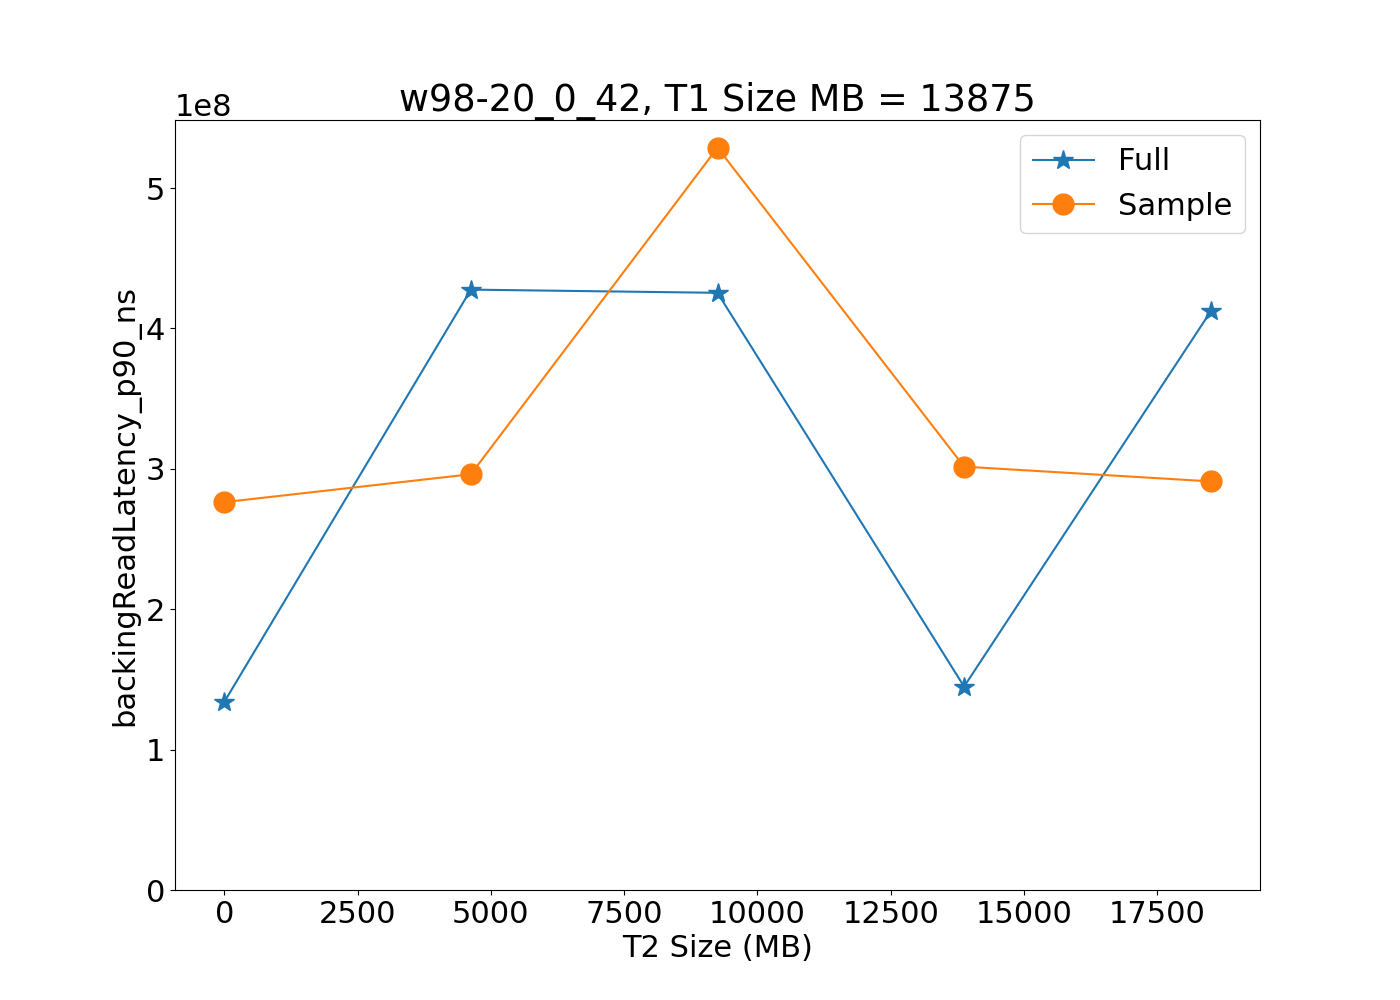 w98-20_0_42, T1 Size MB = 13875
1e8
Full
Sample
5
4
3
2
1
0
backingReadLatency_p90_ns
0 2500 5000 7500 10000 12500 15000 17500
T2 Size (MB)